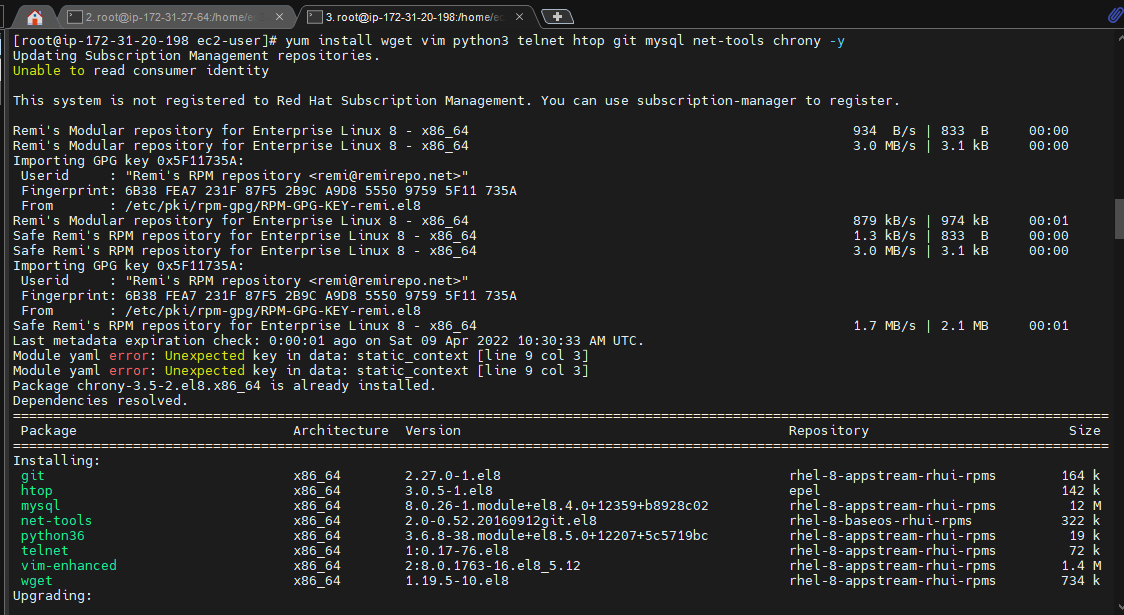 2. root@ip-172-31-27-64:/home/ec
3. root@ip-172-31-20-198:/home/ec
[root@ip-172-31-20-198 ec2-user]# yum install wget vim python3 telnet htop git mysql net-tools chrony -y
Updating Subscription Management repositories.
Unable to read consumer identity
This system is not registered to Red Hat Subscription Management. You can use subscription-manager to register.
Remi's Modular repository for Enterprise Linux 8 - x86_64 934 B/s | 833 B 00:00
Remi's Modular repository for Enterprise Linux 8 - x86_64 3.0 MB/s | 3.1 kB 00:00
Importing GPG key 0x5F11735A:
Userid : "Remi's RPM repository <remi@remirepo.net>"
Fingerprint: 6B38 FEA7 231F 87F5 2B9C A9D8 5550 9759 5F11 735A
From : /etc/pki/rpm-gpg/RPM-GPG-KEY-remi.el8
Remi's Modular repository for Enterprise Linux 8 - x86_64 879 kB/s | 974 kB 00:01
Safe Remi's RPM repository for Enterprise Linux 8 - x86_64 1.3 kB/s | 833 B 00:00
Safe Remi's RPM repository for Enterprise Linux 8 - x86_64 3.0 MB/s | 3.1 kB 00:00
Importing GPG key 0x5F11735A:
Userid : "Remi's RPM repository <remi@remirepo.net>"
Fingerprint: 6B38 FEA7 231F 87F5 2B9C A9D8 5550 9759 5F11 735A
From : /etc/pki/rpm-gpg/RPM-GPG-KEY-remi.el8
Safe Remi's RPM repository for Enterprise Linux 8 - x86_64 1.7 MB/s | 2.1 MB 00:01
Last metadata expiration check: 0:00:01 ago on Sat 09 Apr 2022 10:30:33 AM UTC.
Module yaml error: Unexpected key in data: static_context [line 9 col 3]
Module yaml error: Unexpected key in data: static_context [line 9 col 3]
Package chrony-3.5-2.el8.x86_64 is already installed.
Dependencies resolved.
Package Architecture Version Repository Size
Installing:
git x86_64 2.27.0-1.el8 rhel-8-appstream-rhui-rpms 164 k
htop x86_64 3.0.5-1.el8 epel 142 k
mysql x86_64 8.0.26-1.module+el8.4.0+12359+b8928c02 rhel-8-appstream-rhui-rpms 12 M
net-tools x86_64 2.0-0.52.20160912git.el8 rhel-8-baseos-rhui-rpms 322 k
python36 x86_64 3.6.8-38.module+el8.5.0+12207+5c5719bc rhel-8-appstream-rhui-rpms 19 k
telnet x86_64 1:0.17-76.el8 rhel-8-appstream-rhui-rpms 72 k
vim-enhanced x86_64 2:8.0.1763-16.el8_5.12 rhel-8-appstream-rhui-rpms 1.4 M
wget x86_64 1.19.5-10.el8 rhel-8-appstream-rhui-rpms 734 k
Upgrading: